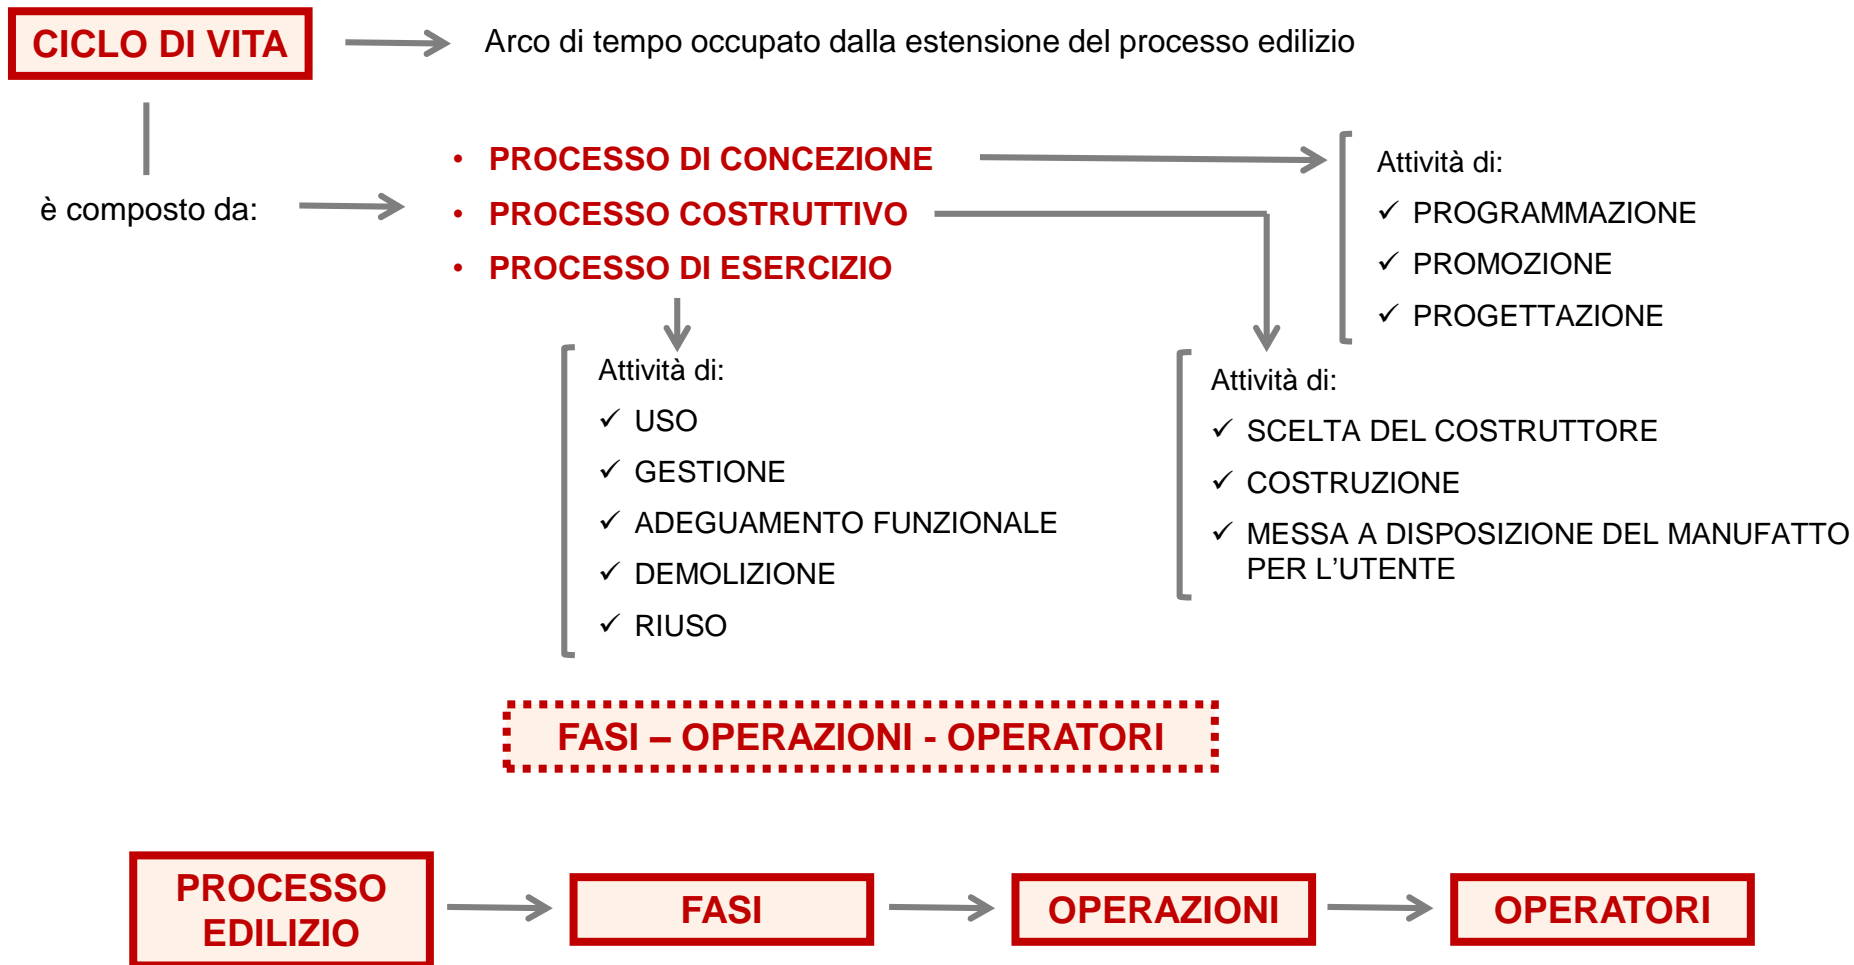 CICLO DI VITA
Arco di tempo occupato dalla estensione del processo edilizio
è composto da:
• PROCESSO DI CONCEZIONE
• PROCESSO COSTRUTTIVO
• PROCESSO DI ESERCIZIO
Attività di:
✓ PROGRAMMAZIONE
✓ PROMOZIONE
✓ PROGETTAZIONE
Attività di:
✓ USO
✓ GESTIONE
✓ ADEGUAMENTO FUNZIONALE
✓ DEMOLIZIONE
✓ RIUSO
Attività di:
✓ SCELTA DEL COSTRUTTORE
✓ COSTRUZIONE
✓ MESSA A DISPOSIZIONE DEL MANUFATTO
PER L’UTENTE
FASI – OPERAZIONI - OPERATORI
PROCESSO
EDILIZIO
FASI
OPERAZIONI
OPERATORI